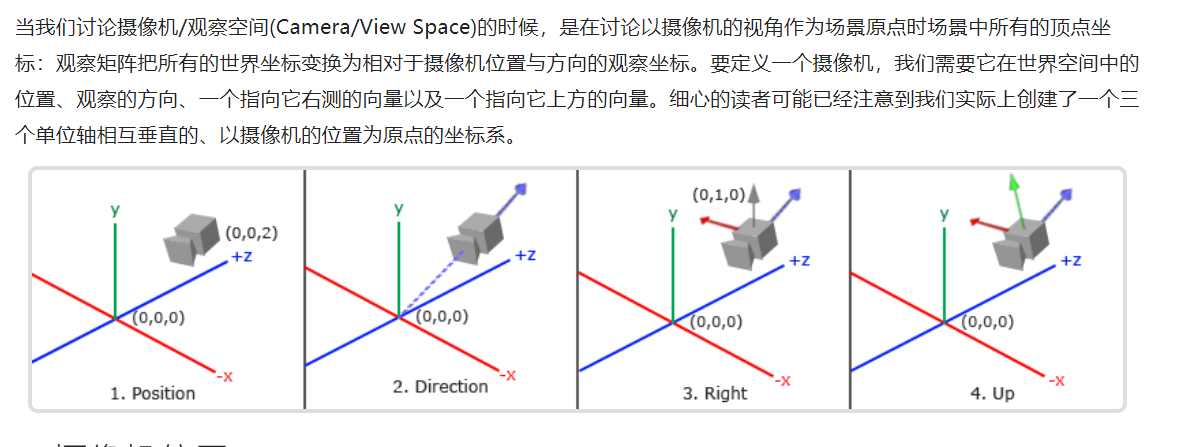 当我们讨论摄像机/观察空间(Camera/View Space)的时候，是在讨论以摄像机的视角作为场景原点时场景中所有的顶点坐
标：观察矩阵把所有的世界坐标变换为相对于摄像机位置与方向的观察坐标。要定义一个摄像机，我们需要它在世界空间中的
位置、观察的方向、一个指向它右测的向量以及一个指向它上方的向量。细心的读者可能已经注意到我们实际上创建了一个三
个单位轴相互垂直的、以摄像机的位置为原点的坐标系。
y
(0,0,2)
+z
(0,0,0)
-x
1. Position
y
+z
(0,0,0)
-x
2. Direction
(0,1,0)
y
+z
(0,0,0)
-x
3. Right
y
+z
(0,0,0)
-x
4. Up